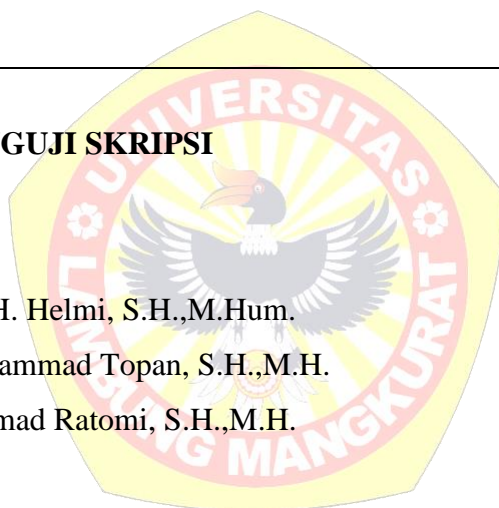 GUJI SKRIPSI
H. Helmi, S.H.,M.Hum.
ammad Topan, S.H.,M.H.
mad Ratomi, S.H.,M.H.
UNIVERSITAS
LAMBUNG MANGKURAT